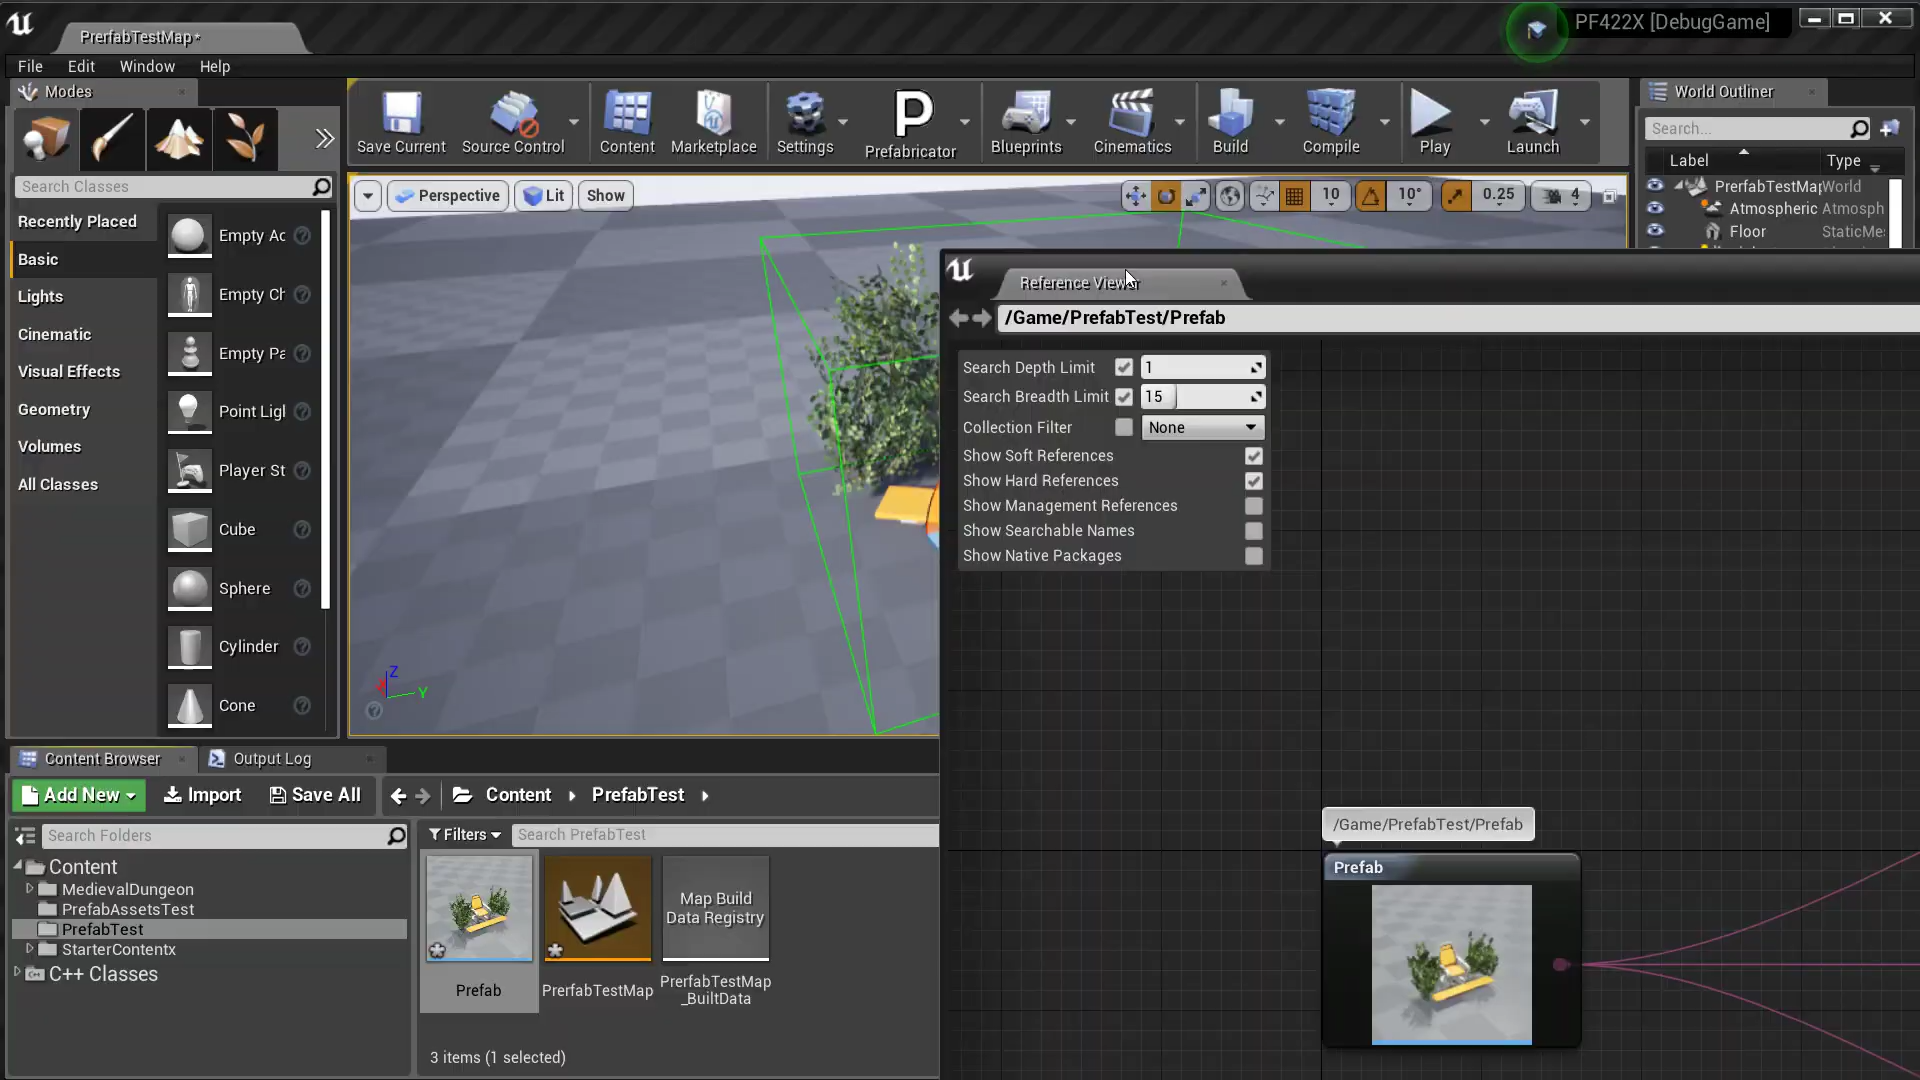 PrerfabTestMap*
PF422X [DebugGame]
File Edit Window Help
Modes
Search Classes
Recently Placed
Basic
Lights
Cinematic
Visual Effects
Geometry
Volumes
All Classes
Empty Ac
Empty Ch
Empty Pa
Point Ligl
Player St
Cube
Sphere
Cylinder
Cone
Save Current
Source Control
Content
Marketplace
Settings
P
Prefabricator
Blueprints
Cinematics
Build
Compile
Play
Launch
Perspective
Lit
Show
10
10°
0.25
4
Z
Y
World Outliner
Search...
Label Type
PrerfabTestMap World
Atmospheric Atmosph
Floor StaticMe
Reference Viewer
/Game/PrefabTest/Prefab
Search Depth Limit 1
Search Breadth Limit 15
Collection Filter None
Show Soft References
Show Hard References
Show Management References
Show Searchable Names
Show Native Packages
/Game/PrefabTest/Prefab
Prefab
Content Browser
Output Log
Add New
Import
Save All
Content
PrefabTest
Search Folders
Filters
Search PrefabTest
Content
MedievalDungeon
PrefabAssetsTest
PrefabTest
StarterContentx
C++ Classes
Prefab
PrerfabTestMap
Map Build
Data Registry
PrerfabTestMap
_BuiltData
3 items (1 selected)